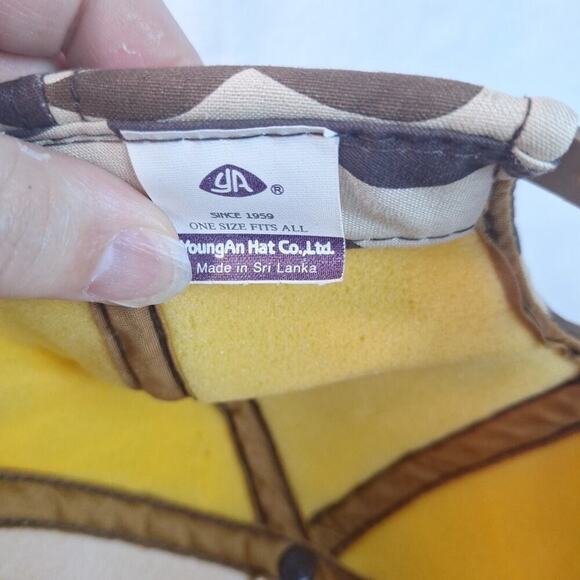 YA ®
SINCE 1959
ONE SIZE FITS ALL
YoungAn Hat Co.,Ltd.
Made in Sri Lanka